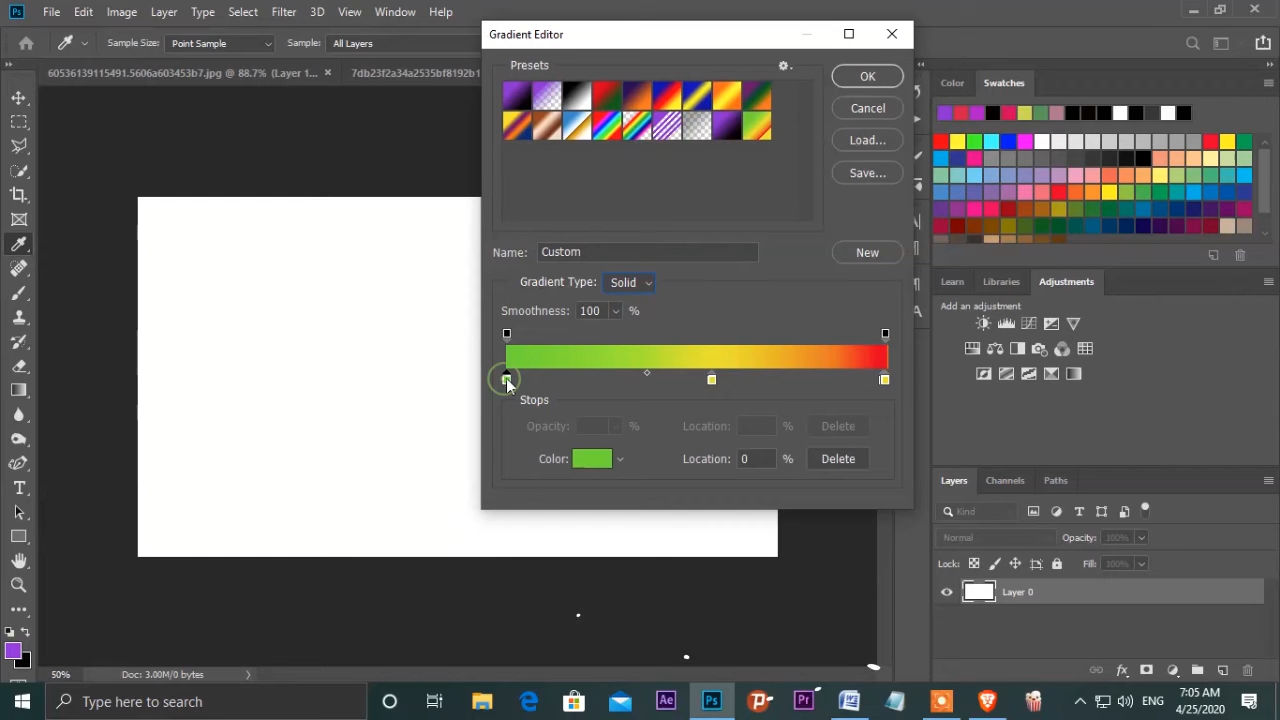 Ps File Edit Image Layer Type Select Filter 3D View Window Help
Sample Size: Point Sample Sample: All Layers
60536139115491.5606a603453b7.jpg @ 88.7% (Layer 1... × 7db23f2a34a2535bf8192b1
Gradient Editor
Presets
OK
Cancel
Load...
Save...
Name: Custom New
Gradient Type: Solid
Smoothness: 100 %
Stops
Opacity: % Location: % Delete
Color: Location: 0 % Delete
Color Swatches
Learn Libraries Adjustments
Add an adjustment
Layers Channels Paths
Kind
Normal Opacity: 100%
Lock: Fill: 100%
Layer 0
50% Doc: 3.00M/0 bytes
Type here to search
Ae Ps Pr
ENG
7:05 AM
4/25/2020